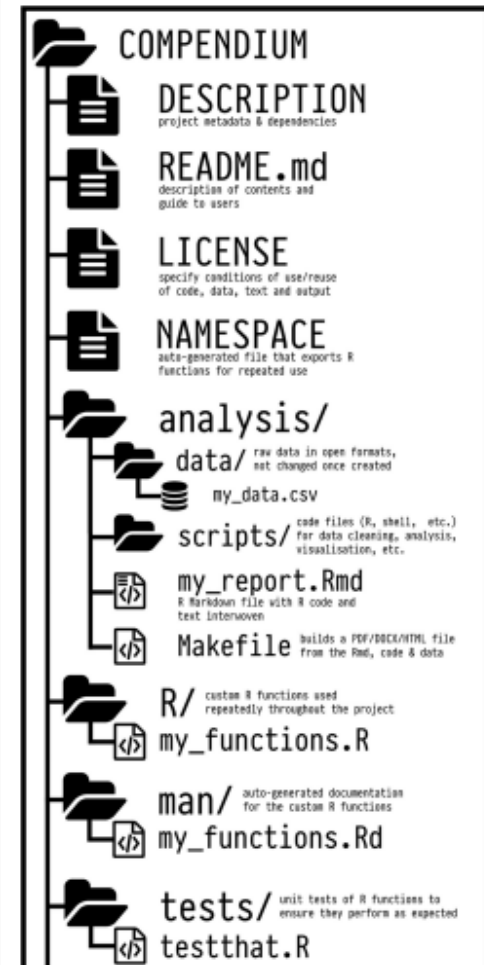 COMPENDIUM
DESCRIPTION
project metadata & dependencies
README.md
description of contents and
guide to users
LICENSE
specify conditions of use/reuse
of code, data, text and output
NAMESPACE
auto-generated file that exports R
functions for repeated use
analysis/
data/
raw data in open formats,
not changed once created
my_data.csv
scripts/
code files (R, shell, etc.)
for data cleaning, analysis,
visualisation, etc.
my_report.Rmd
R Markdown file with R code and
text interwoven
Makefile
builds a PDF/DOCX/HTML file
from the Rmd, code & data
R/
custom R functions used
repeatedly throughout the project
my_functions.R
man/
auto-generated documentation
for the custom R functions
my_functions.Rd
tests/
unit tests of R functions to
ensure they perform as expected
testthat.R